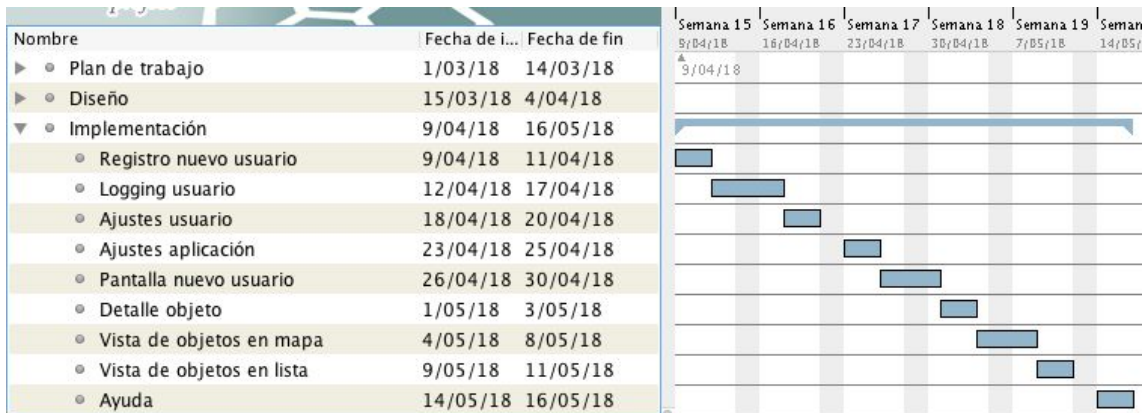 Nombre Fecha de i... Fecha de fin
Semana 15 Semana 16 Semana 17 Semana 18 Semana 19 Seman
9/04/18 16/04/18 23/04/18 30/04/18 7/05/18 14/05/
Plan de trabajo 1/03/18 14/03/18 9/04/18
Diseño 15/03/18 4/04/18
Implementación 9/04/18 16/05/18
Registro nuevo usuario 9/04/18 11/04/18
Logging usuario 12/04/18 17/04/18
Ajustes usuario 18/04/18 20/04/18
Ajustes aplicación 23/04/18 25/04/18
Pantalla nuevo usuario 26/04/18 30/04/18
Detalle objeto 1/05/18 3/05/18
Vista de objetos en mapa 4/05/18 8/05/18
Vista de objetos en lista 9/05/18 11/05/18
Ayuda 14/05/18 16/05/18